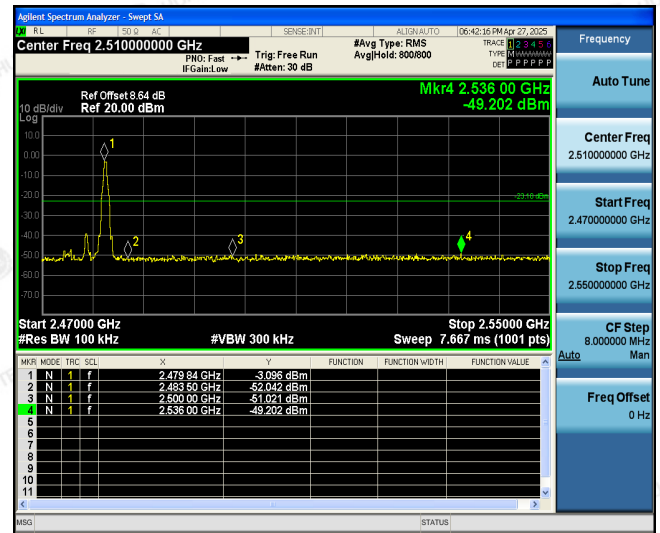 Agilent Spectrum Analyzer - Swept SA
LXI RL RF 50 Ω AC SENSE:INT ALIGNAUTO 06:42:16 PM Apr 27, 2025
Center Freq 2.510000000 GHz
PNO: Fast
IFGain:Low
Trig: Free Run
#Atten: 30 dB
#Avg Type: RMS
Avg|Hold: 800/800
TRACE 1 2 3 4 5 6
TYPE
DET P P P P P P
Ref Offset 8.64 dB
Ref 20.00 dBm
10 dB/div
Log
Mkr4 2.536 00 GHz
-49.202 dBm
10.0
0.00
-10.0
-20.0
-30.0
-40.0
-50.0
-60.0
-70.0
1
2
3
4
Start 2.47000 GHz
Stop 2.55000 GHz
#Res BW 100 kHz
#VBW 300 kHz
Sweep 7.667 ms (1001 pts)
MKR MODE TRC SCL X Y FUNCTION FUNCTION WIDTH FUNCTION VALUE
1 N 1 f 2.479 84 GHz -3.096 dBm
2 N 1 f 2.483 50 GHz -52.042 dBm
3 N 1 f 2.500 00 GHz -51.021 dBm
4 N 1 f 2.536 00 GHz -49.202 dBm
5
6
7
8
9
10
11
MSG
STATUS
Frequency
Auto Tune
Center Freq
2.510000000 GHz
Start Freq
2.470000000 GHz
Stop Freq
2.550000000 GHz
CF Step
8.000000 MHz
Auto Man
Freq Offset
0 Hz